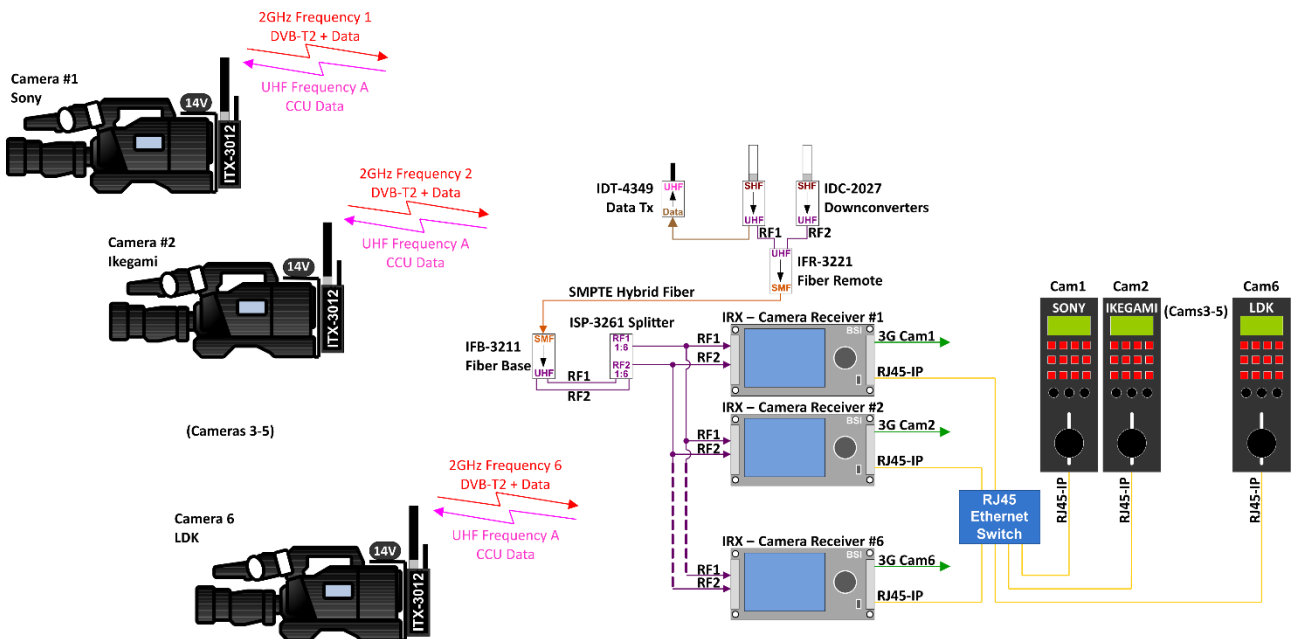 2GHz Frequency 1
DVB-T2 + Data
UHF Frequency A
CCU Data
Camera #1
Sony
14V
ITX-3012
2GHz Frequency 2
DVB-T2 + Data
UHF Frequency A
CCU Data
Camera #2
Ikegami
14V
ITX-3012
(Cameras 3-5)
2GHz Frequency 6
DVB-T2 + Data
UHF Frequency A
CCU Data
Camera 6
LDK
14V
ITX-3012
IDT-4349
Data Tx
UHF
Data
SHF
UHF
SHF
UHF
IDC-2027
Downconverters
RF1
RF2
UHF
SMF
IFR-3221
Fiber Remote
SMPTE Hybrid Fiber
IFB-3211
Fiber Base
SMF
UHF
RF1
RF2
ISP-3261 Splitter
RF1
1:6
RF2
1:6
IRX – Camera Receiver #1
RF1
RF2
BSI
3G Cam1
RJ45-IP
IRX – Camera Receiver #2
RF1
RF2
BSI
3G Cam2
RJ45-IP
IRX – Camera Receiver #6
RF1
RF2
BSI
3G Cam6
RJ45-IP
RJ45
Ethernet
Switch
Cam1
SONY
Cam2
IKEGAMI
(Cams3-5)
Cam6
LDK
RJ45-IP
RJ45-IP
RJ45-IP